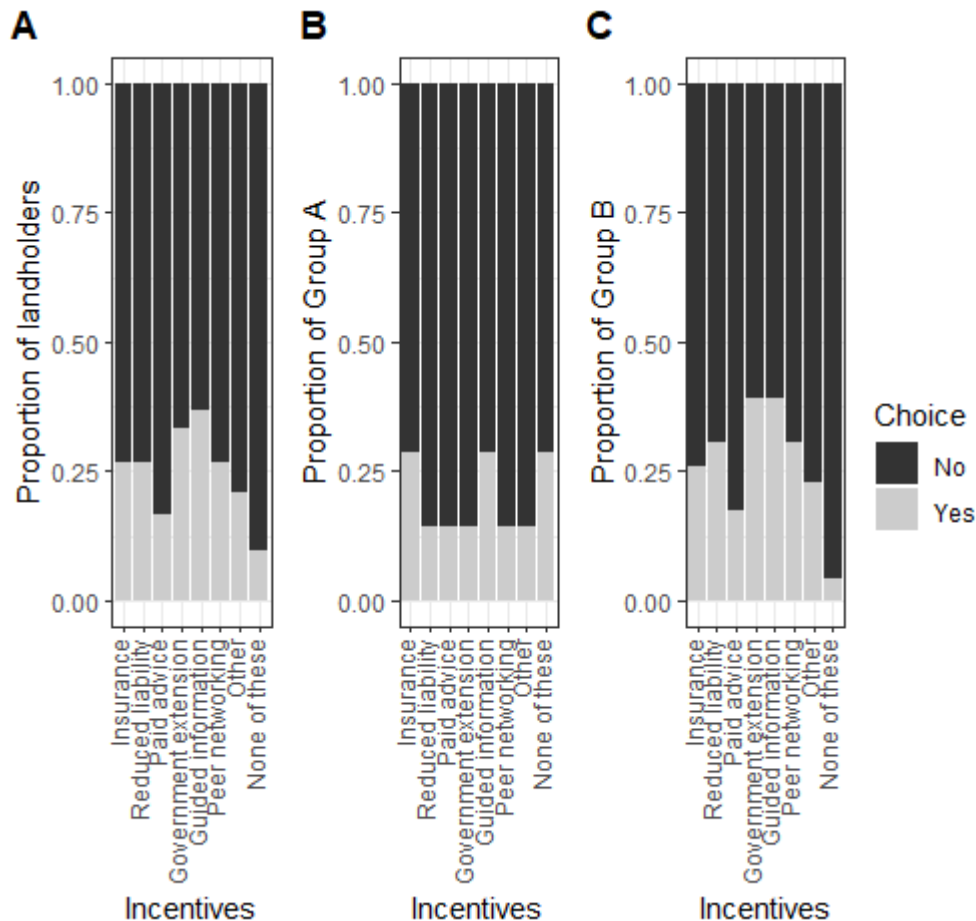 A
Proportion of landholders
1.00
0.75
0.50
0.25
0.00
Insurance
Reduced liability
Paid advice
Government extension
Guided information
Peer networking
Other
None of these
Incentives
B
Proportion of Group A
1.00
0.75
0.50
0.25
0.00
Insurance
Reduced liability
Paid advice
Government extension
Guided information
Peer networking
Other
None of these
Incentives
C
Proportion of Group B
1.00
0.75
0.50
0.25
0.00
Insurance
Reduced liability
Paid advice
Government extension
Guided information
Peer networking
Other
None of these
Incentives
Choice
No
Yes